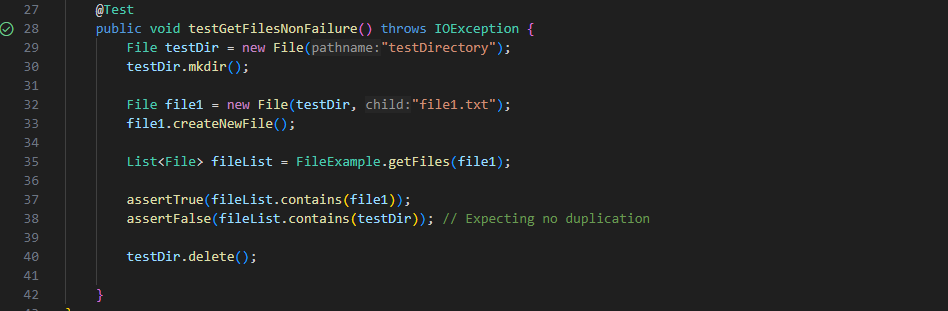 27 @Test
28 public void testGetFilesNonFailure() throws IOException {
29 File testDir = new File(pathname:"testDirectory");
30 testDir.mkdir();
31
32 File file1 = new File(testDir, child:"file1.txt");
33 file1.createNewFile();
34
35 List<File> fileList = FileExample.getFiles(file1);
36
37 assertTrue(fileList.contains(file1));
38 assertFalse(fileList.contains(testDir)); // Expecting no duplication
39
40 testDir.delete();
41
42 }
43 }